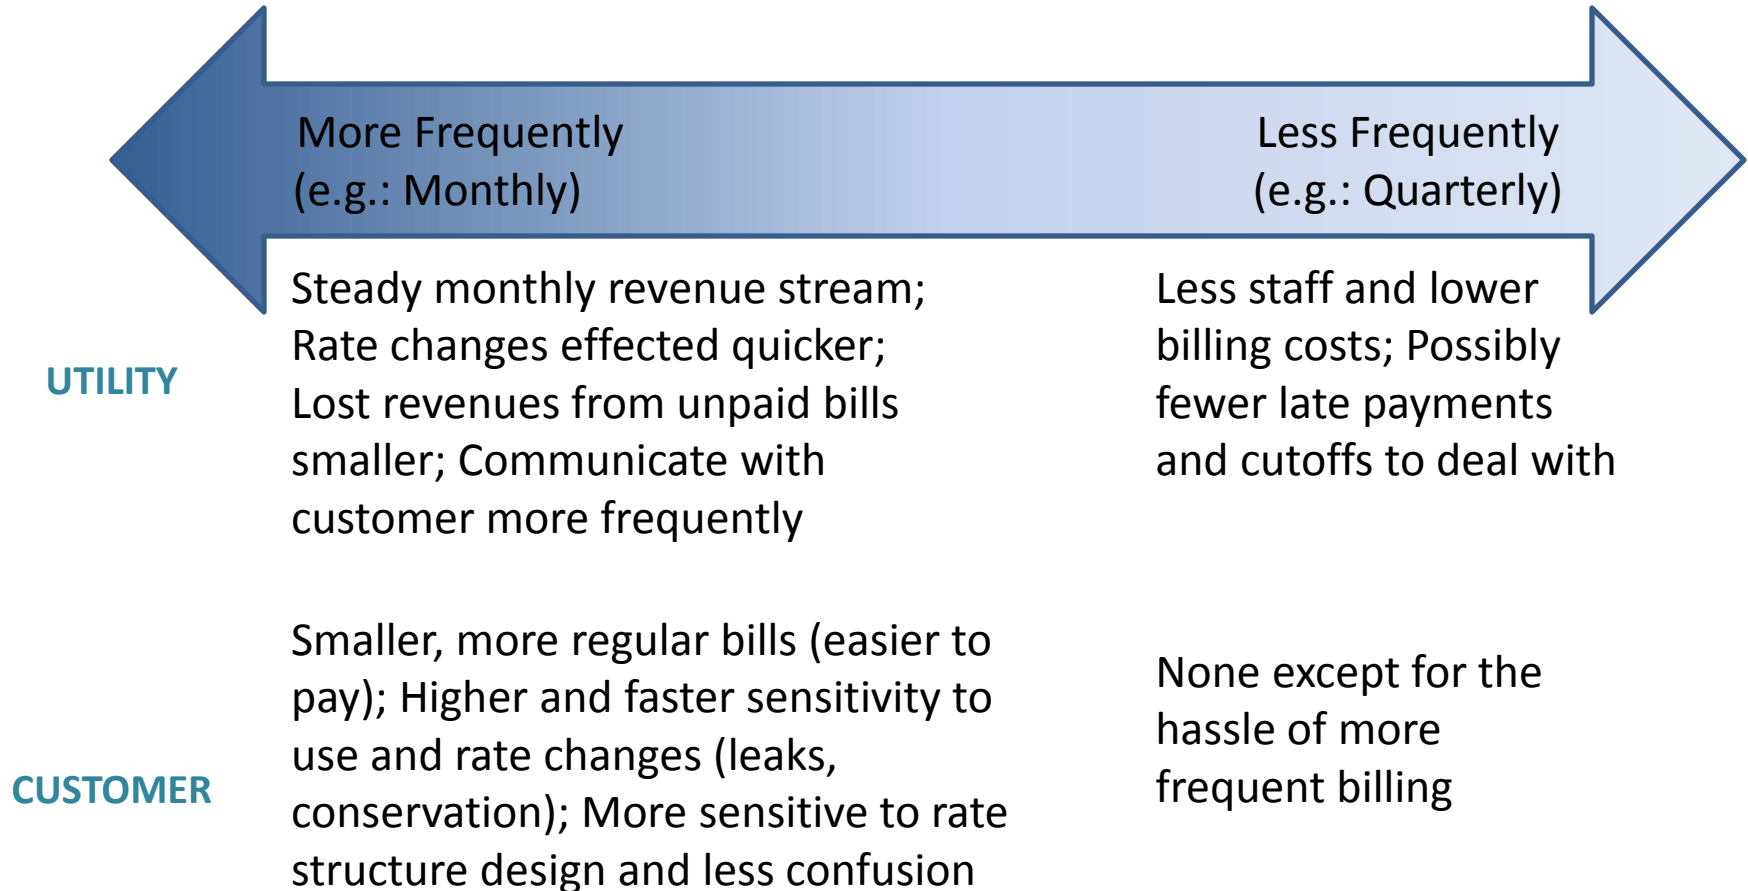 More Frequently
(e.g.: Monthly)
Less Frequently
(e.g.: Quarterly)
UTILITY
Steady monthly revenue stream;
Rate changes effected quicker;
Lost revenues from unpaid bills
smaller; Communicate with
customer more frequently
Less staff and lower
billing costs; Possibly
fewer late payments
and cutoffs to deal with
CUSTOMER
Smaller, more regular bills (easier to
pay); Higher and faster sensitivity to
use and rate changes (leaks,
conservation); More sensitive to rate
structure design and less confusion
None except for the
hassle of more
frequent billing